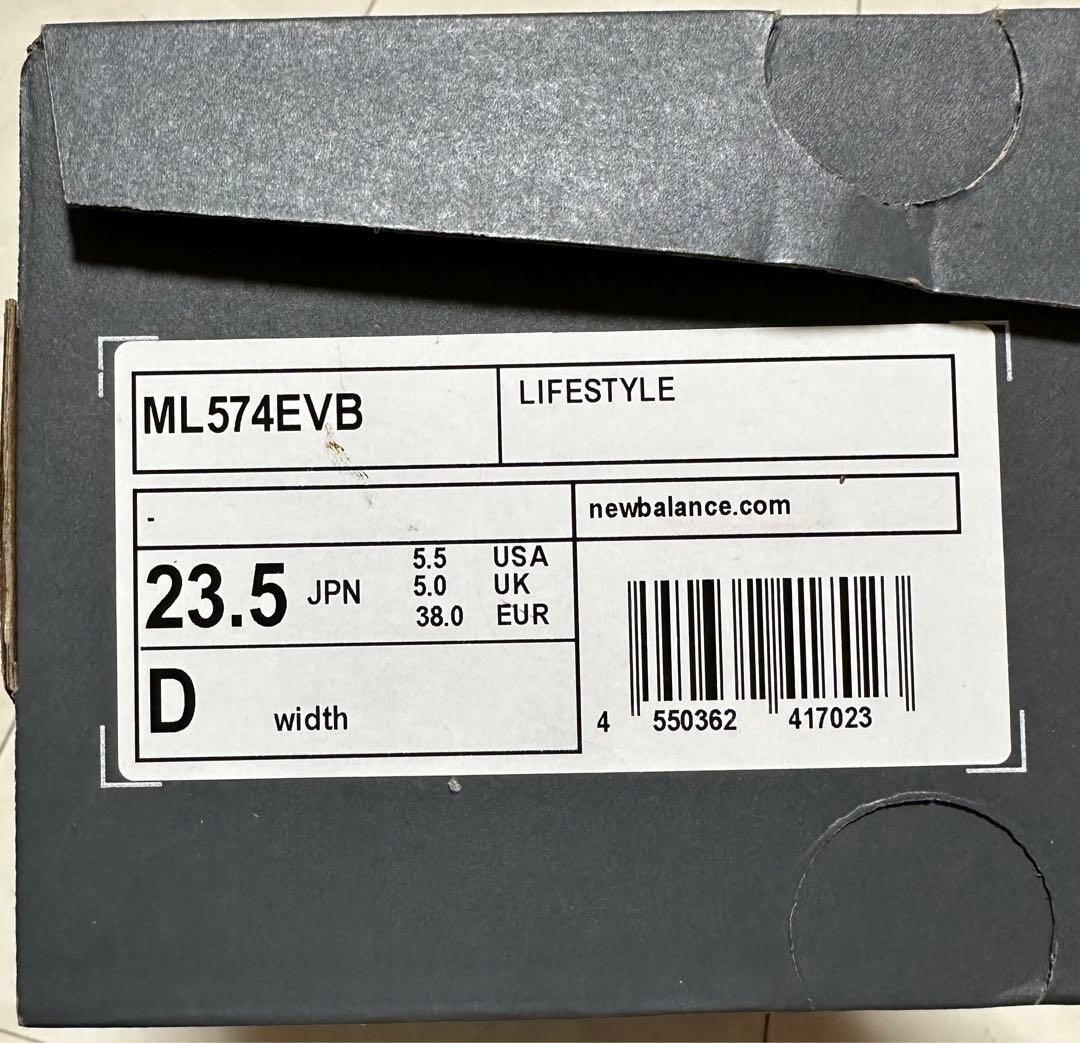 ML574EVB
LIFESTYLE
-
newbalance.com
23.5 JPN
5.5 USA
5.0 UK
38.0 EUR
D width
4 550362 417023